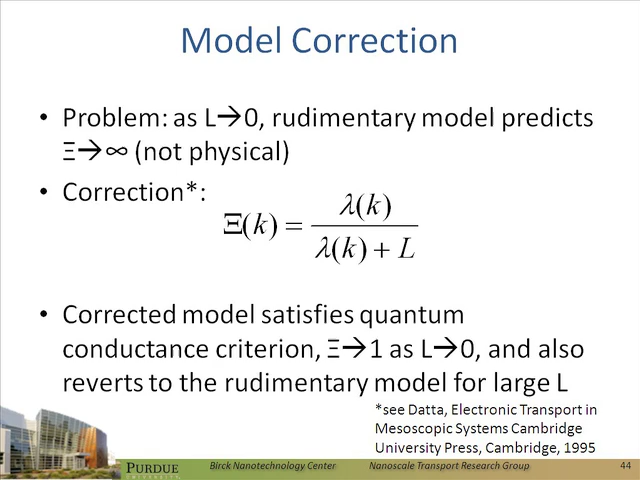 Model Correction
• Problem: as L→0, rudimentary model predicts
Ξ→∞ (not physical)
• Correction*:
Ξ(k) = λ(k) / (λ(k) + L)
• Corrected model satisfies quantum
conductance criterion, Ξ→1 as L→0, and also
reverts to the rudimentary model for large L
*see Datta, Electronic Transport in
Mesoscopic Systems Cambridge
University Press, Cambridge, 1995
PURDUE
UNIVERSITY
Birck Nanotechnology Center Nanoscale Transport Research Group 44